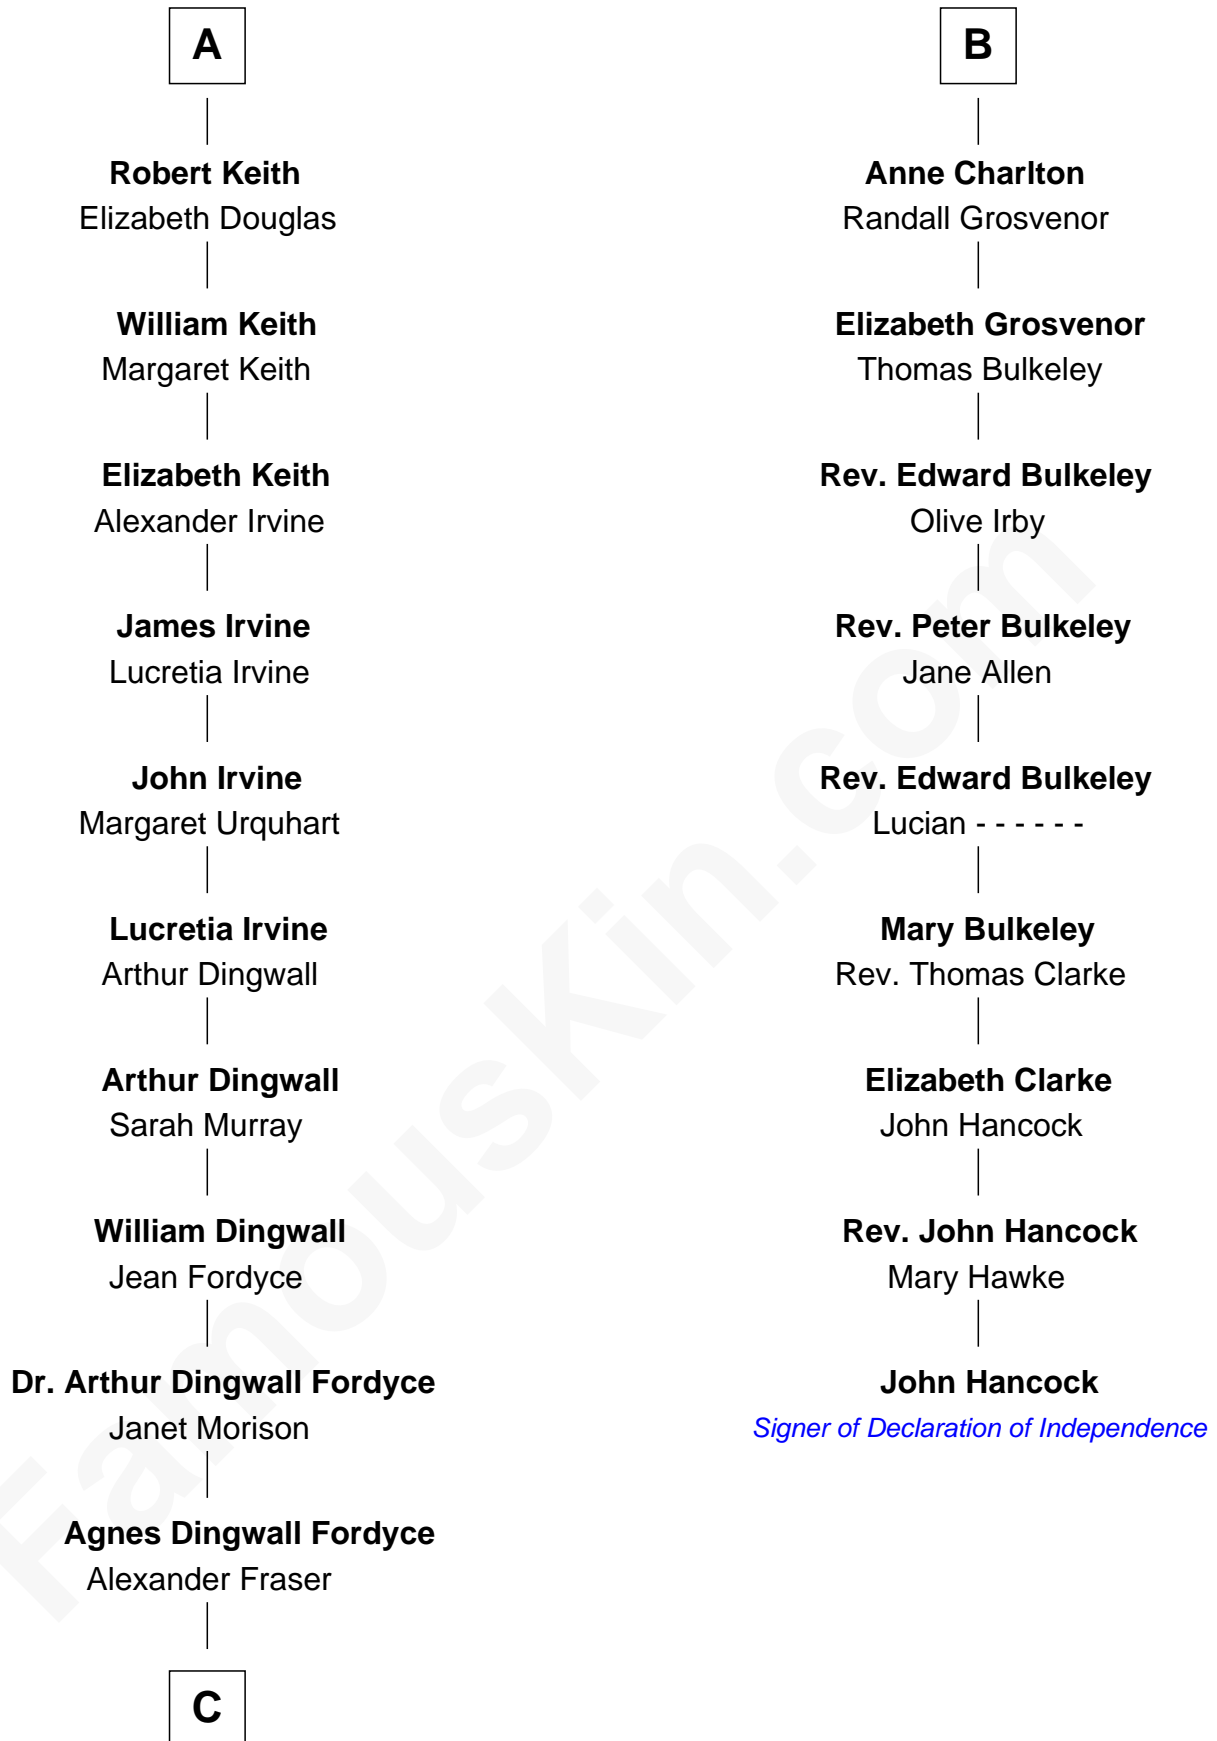 A
Robert Keith
Elizabeth Douglas
William Keith
Margaret Keith
Elizabeth Keith
Alexander Irvine
James Irvine
Lucretia Irvine
John Irvine
Margaret Urquhart
Lucretia Irvine
Arthur Dingwall
Arthur Dingwall
Sarah Murray
William Dingwall
Jean Fordyce
Dr. Arthur Dingwall Fordyce
Janet Morison
Agnes Dingwall Fordyce
Alexander Fraser
C
B
Anne Charlton
Randall Grosvenor
Elizabeth Grosvenor
Thomas Bulkeley
Rev. Edward Bulkeley
Olive Irby
Rev. Peter Bulkeley
Jane Allen
Rev. Edward Bulkeley
Lucian - - - - - -
Mary Bulkeley
Rev. Thomas Clarke
Elizabeth Clarke
John Hancock
Rev. John Hancock
Mary Hawke
John Hancock
Signer of Declaration of Independence
FamousKin.com